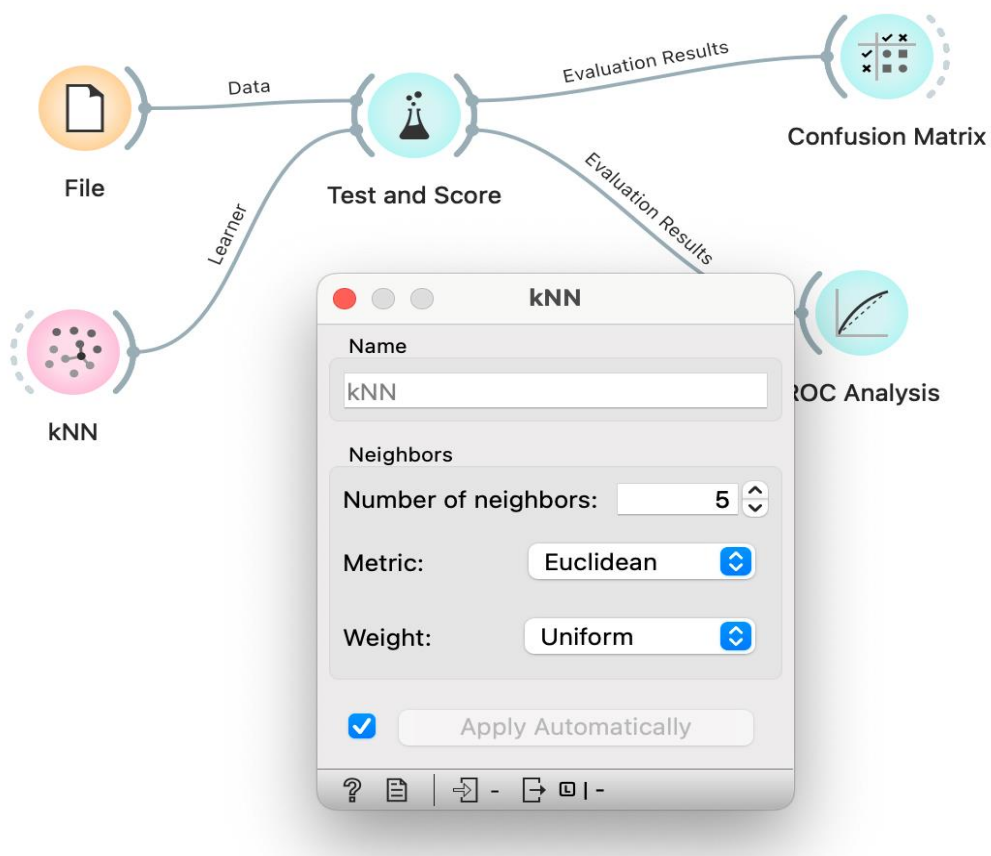 Data
Evaluation Results
Confusion Matrix
File
Test and Score
Learner
Evaluation Results
kNN
ROC Analysis
kNN
Name
kNN
Neighbors
Number of neighbors: 5
Metric: Euclidean
Weight: Uniform
Apply Automatically
? - L | -